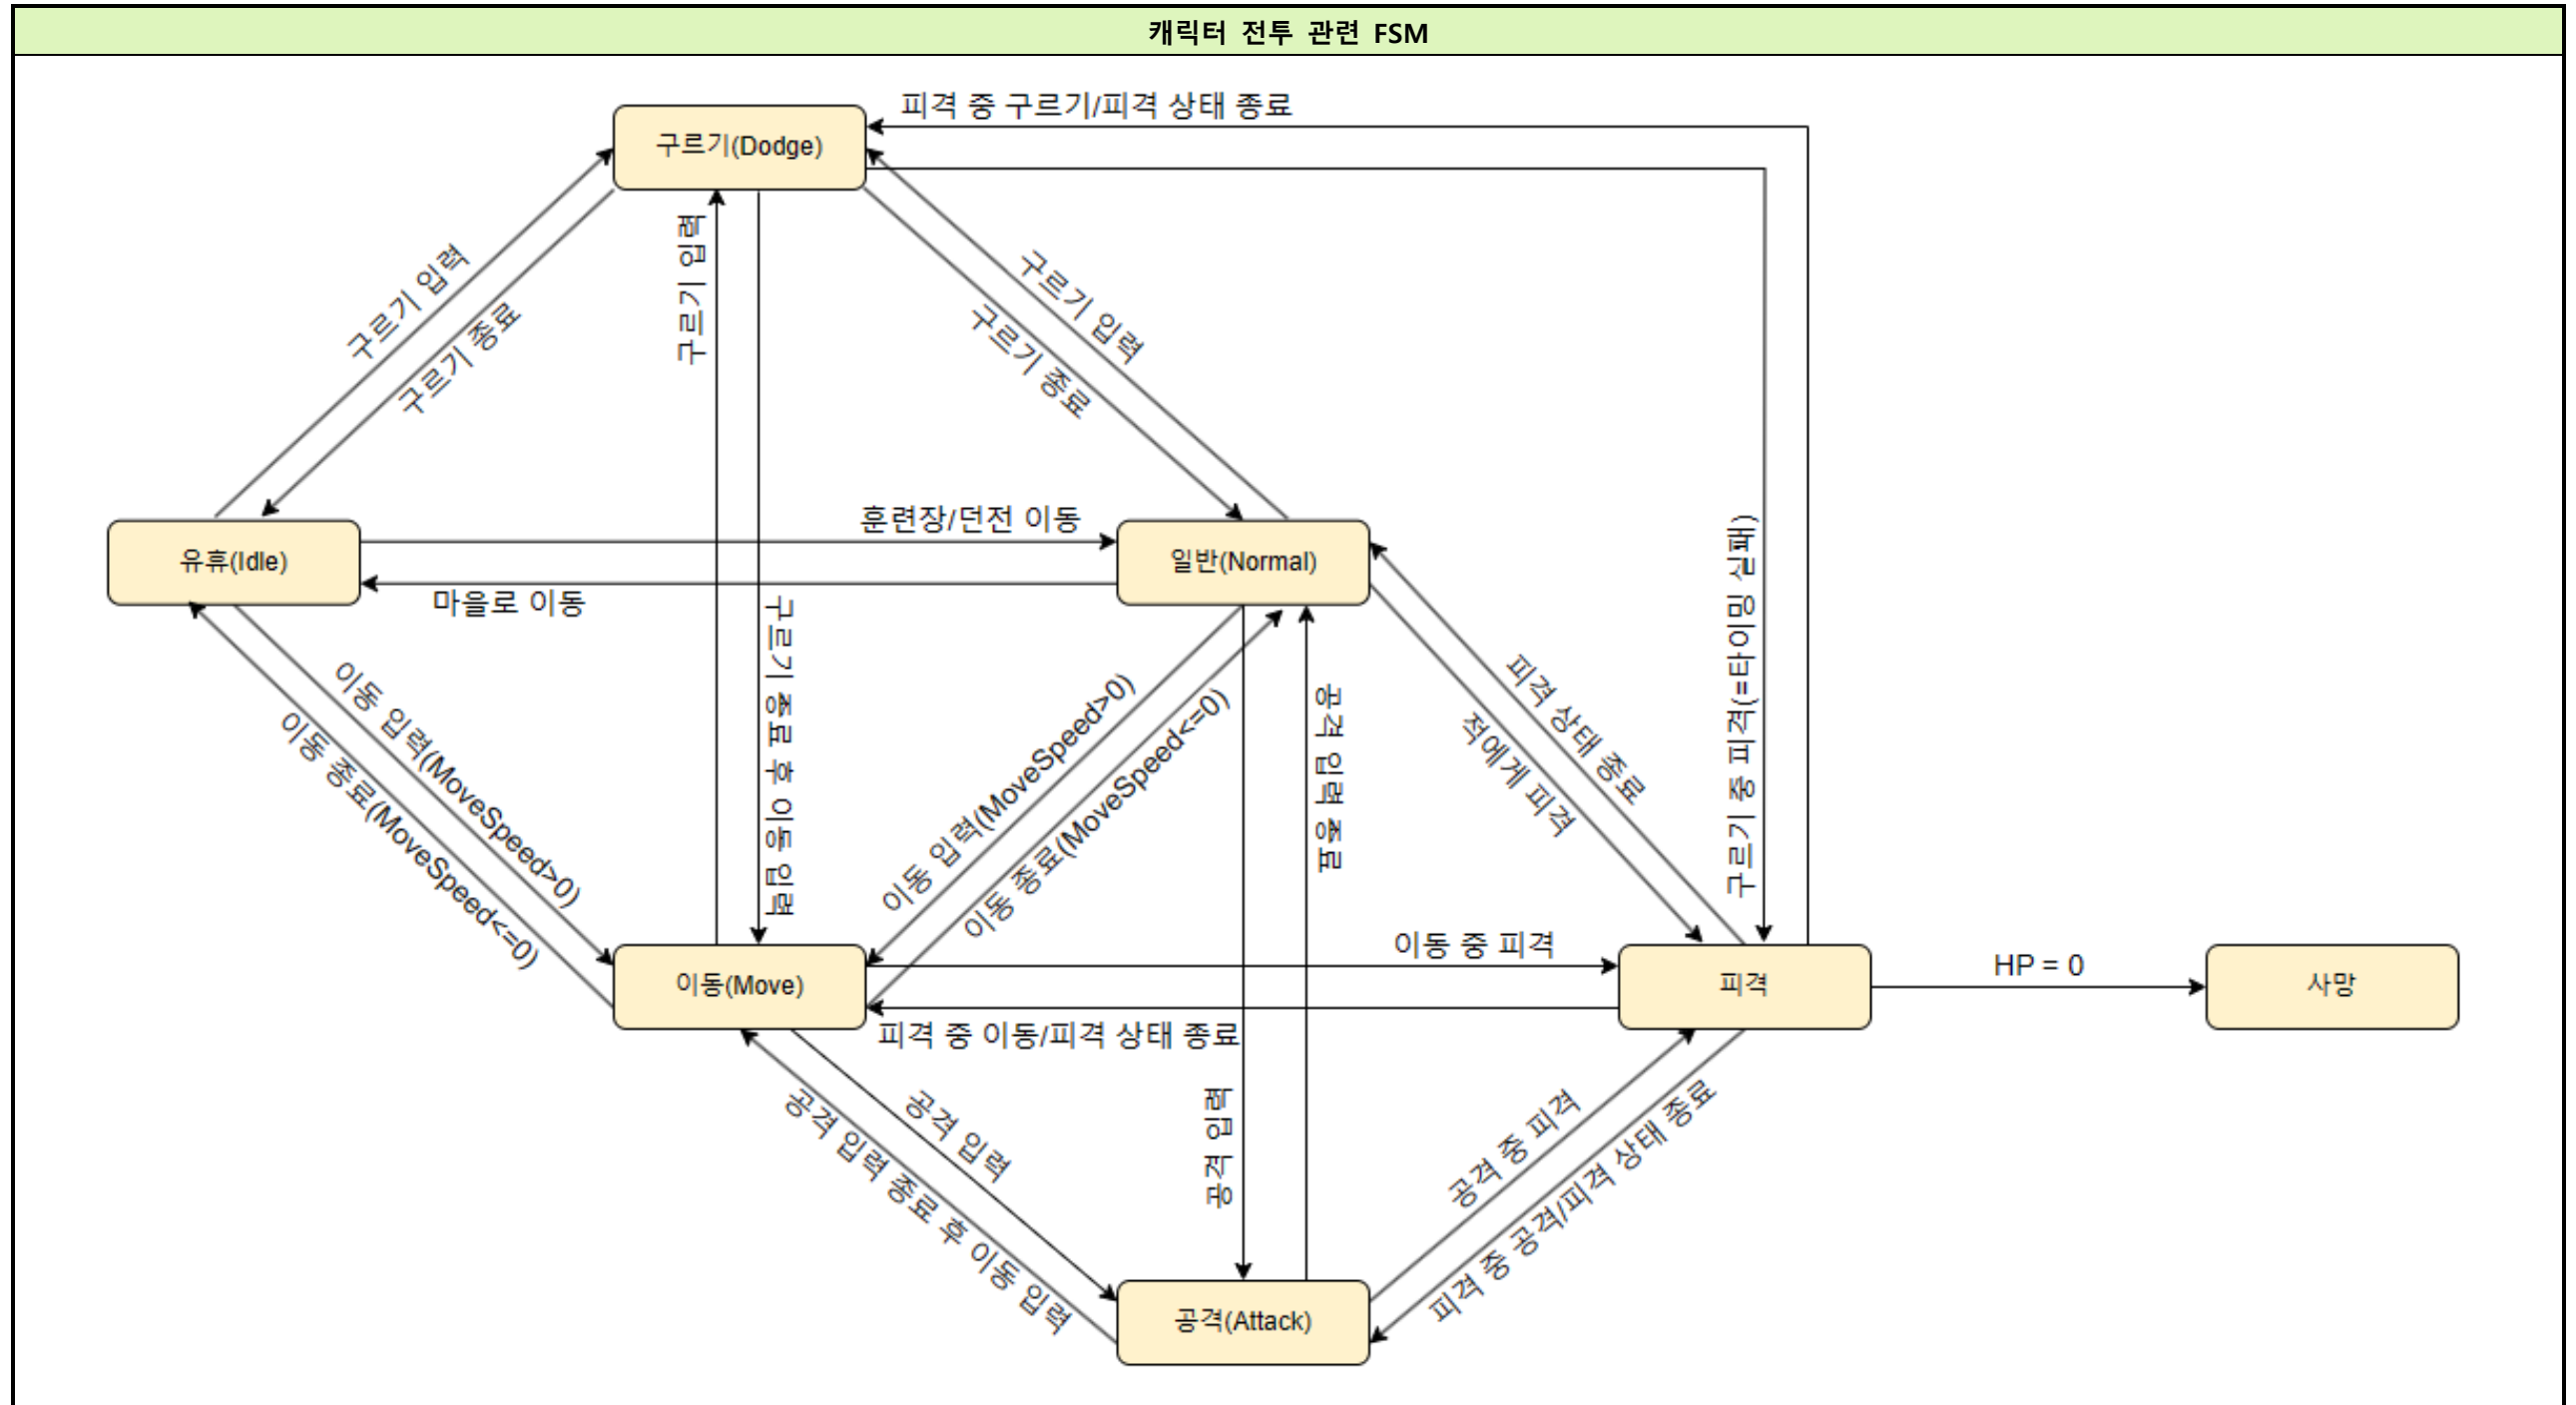 캐릭터 전투 관련 FSM
피격 중 구르기/피격 상태 종료
구르기(Dodge)
구르기 입력
구르기 종료
구르기 입력
구르기 입력
구르기 종료
훈련장/던전 이동
유휴(Idle)
일반(Normal)
마을로 이동
구르기 종료 후 이동 입력
구르기 중 피격(=타이밍 실패)
이동 입력(MoveSpeed>0)
이동 종료(MoveSpeed<=0)
이동 입력(MoveSpeed>0)
이동 종료(MoveSpeed<=0)
공격 입력 종료
피격 상태 종료
적에게 피격
이동 중 피격
이동(Move)
피격
HP = 0
사망
피격 중 이동/피격 상태 종료
공격 입력
공격 입력 종료 후 이동 입력
공격 입력
공격 중 피격
피격 중 공격/피격 상태 종료
공격(Attack)